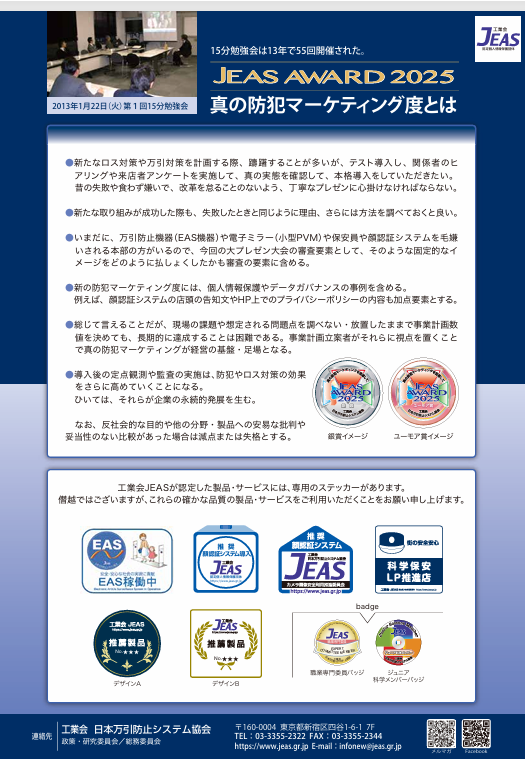 15分勉強会は13年で55回開催された。
工業会
JEAS
JEAS AWARD 2025
2013年1月22日(火)第1回15分勉強会
真の防犯マーケティング度とは
●新たなロス対策や万引対策を計画する際、躊躇することが多いが、テスト導入し、関係者のヒ
アリングや来店者アンケートを実施して、真の実態を確認して、本格導入をしていただきたい。
昔の失敗や食わず嫌いで、改革を怠ることのないよう、丁寧なプレゼンに心掛けなければならない。
●新たな取り組みが成功した際も、失敗したときと同じように理由、さらには方法を調べておくと良い。
●いまだに、万引防止機器(EAS機器)や電子ミラー(小型PVM)や保安員や顔認証システムを毛嫌
いされる本部の方がいるので、今回の大プレゼン大会の審査要素として、そのような固定的なイ
メージをどのように払しょくしたかも審査の要素に含める。
●新の防犯マーケティング度には、個人情報保護やデータガバナンスの事例を含める。
例えば、顔認証システムの店頭の告知文やHP上でのプライバシーポリシーの内容も加点要素とする。
●総じて言えることだが、現場の課題や想定される問題点を調べない・放置したままで事業計画数
値を決めても、長期的に達成することは困難である。事業計画立案者がそれらに視点を置くこと
で真の防犯マーケティングが経営の基盤・足場となる。
●導入後の定点観測や監査の実施は、防犯やロス対策の効果
をさらに高めていくことになる。
ひいては、それらが企業の永続的発展を生む。
なお、反社会的な目的や他の分野・製品への安易な批判や
妥当性のない比較があった場合は減点または失格とする。
JEAS
AWARD
2025
銀賞イメージ
JEAS
AWARD
2025
ユーモア賞イメージ
工業会JEASが認定した製品・サービスには、専用のステッカーがあります。
僭越ではございますが、これらの確かな品質の製品・サービスをご利用いただくことをお願い申し上げます。
EAS
EAS稼働中
推奨
顔認証システム導入
工業会
JEAS
推奨
顔認証システム
工業会
JEAS
https://www.jeas.gr.jp
街の安全安心
科学保安
LP推進店
工業会 JEAS
推奨製品
No.★★★
デザインA
工業会
JEAS
推奨製品
No.★★★
デザインB
badge
JEAS
職業専門委員バッジ
ジュニア
科学メンバーバッジ
連絡先
工業会 日本万引防止システム協会
政策・研究委員会/総務委員会
〒160-0004 東京都新宿区四谷1-6-1 7F
TEL:03-3355-2322 FAX:03-3355-2344
https://www.jeas.gr.jp E-mail:infonew@jeas.gr.jp
メルマガ
Facebook